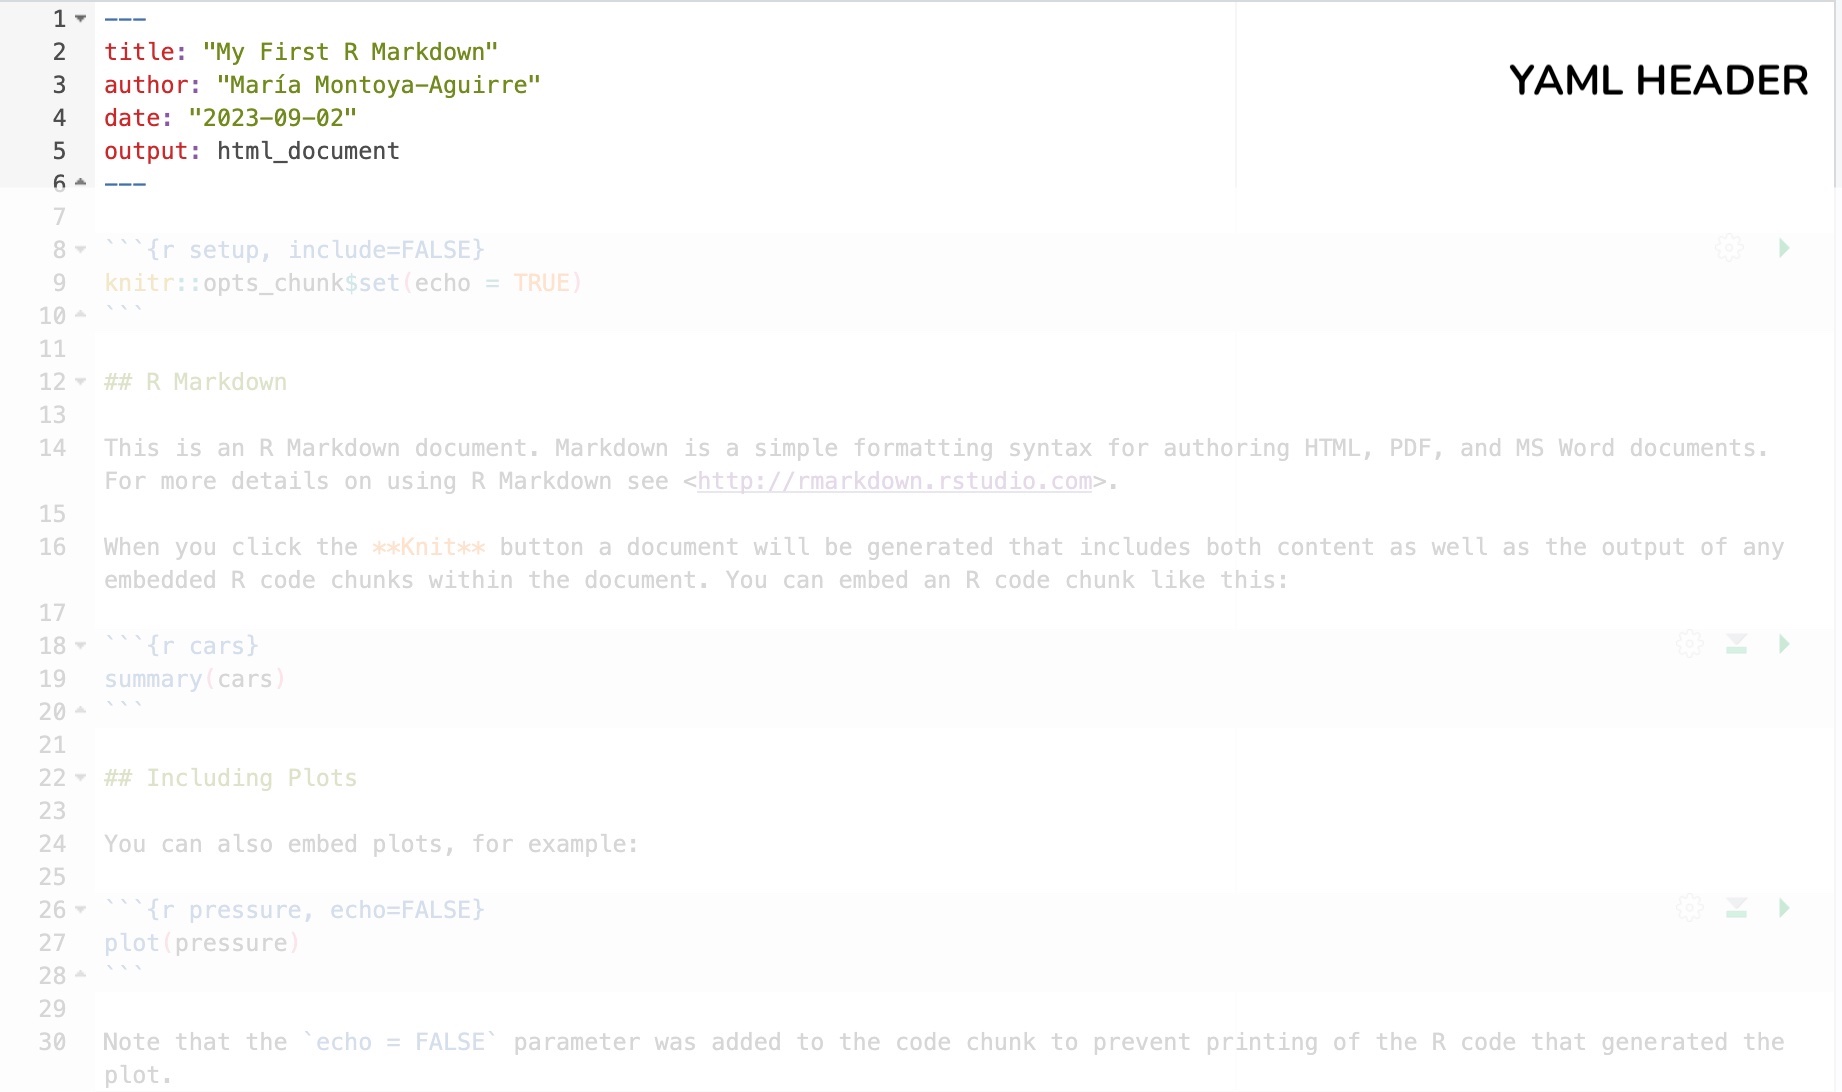 1 ---
2 title: "My First R Markdown"
YAML HEADER
3 author: "María Montoya-Aguirre"
4 date: "2023-09-02"
5 output: html_document
6 ---
7
8 ```{r setup, include=FALSE}
9 knitr::opts_chunk$set(echo = TRUE)
10 ```
11
12 ## R Markdown
13
14 This is an R Markdown document. Markdown is a simple formatting syntax for authoring HTML, PDF, and MS Word documents.
For more details on using R Markdown see <http://rmarkdown.rstudio.com>.
15
16 When you click the **Knit** button a document will be generated that includes both content as well as the output of any
embedded R code chunks within the document. You can embed an R code chunk like this:
17
18 ```{r cars}
19 summary(cars)
20 ```
21
22 ## Including Plots
23
24 You can also embed plots, for example:
25
26 ```{r pressure, echo=FALSE}
27 plot(pressure)
28 ```
29
30 Note that the `echo = FALSE` parameter was added to the code chunk to prevent printing of the R code that generated the
plot.